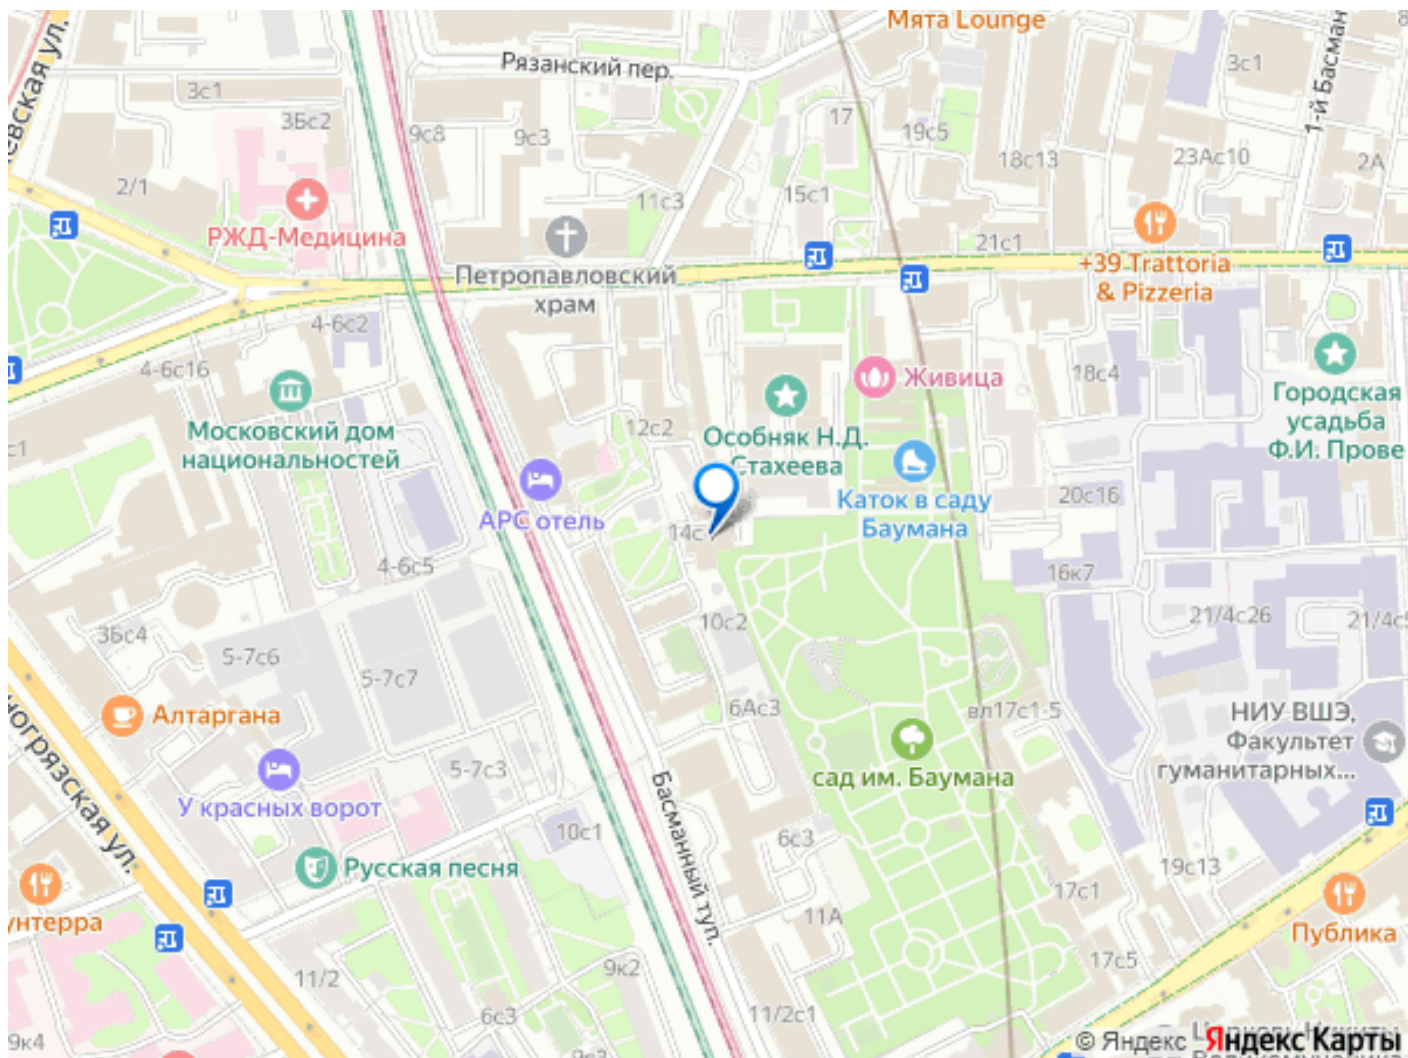 Мята Lounge
Рязанский пер.
3с1
3Бс2
9с8
9с3
17
19с5
18с13
3с1
1-й Басман
23Ас10
2А
2/1
РЖД-Медицина
11с3
15с1
21с1
Петропавловский
храм
+39 Trattoria
& Pizzeria
4-6с2
4-6с16
Московский дом
национальностей
12с2
Особняк Н.Д.
Стахеева
Живица
18с4
Городская
усадьба
Ф.И. Прове
АРС отель
Каток в саду
Баумана
20с16
14с
4-6с5
16к7
3Бс4
5-7с6
5-7с7
10с2
21/4с26
Алтаргана
6Ас3
вл17с1-5
НИУ ВШЭ,
Факультет
гуманитарных...
У красных ворот
5-7с3
сад им. Баумана
Басманный туп.
10с1
6с3
Русская песня
19с13
17с1
11А
Публика
17с5
11/2
9к2
6с3
11/2с1
9к4
© Яндекс Яндекс Карты